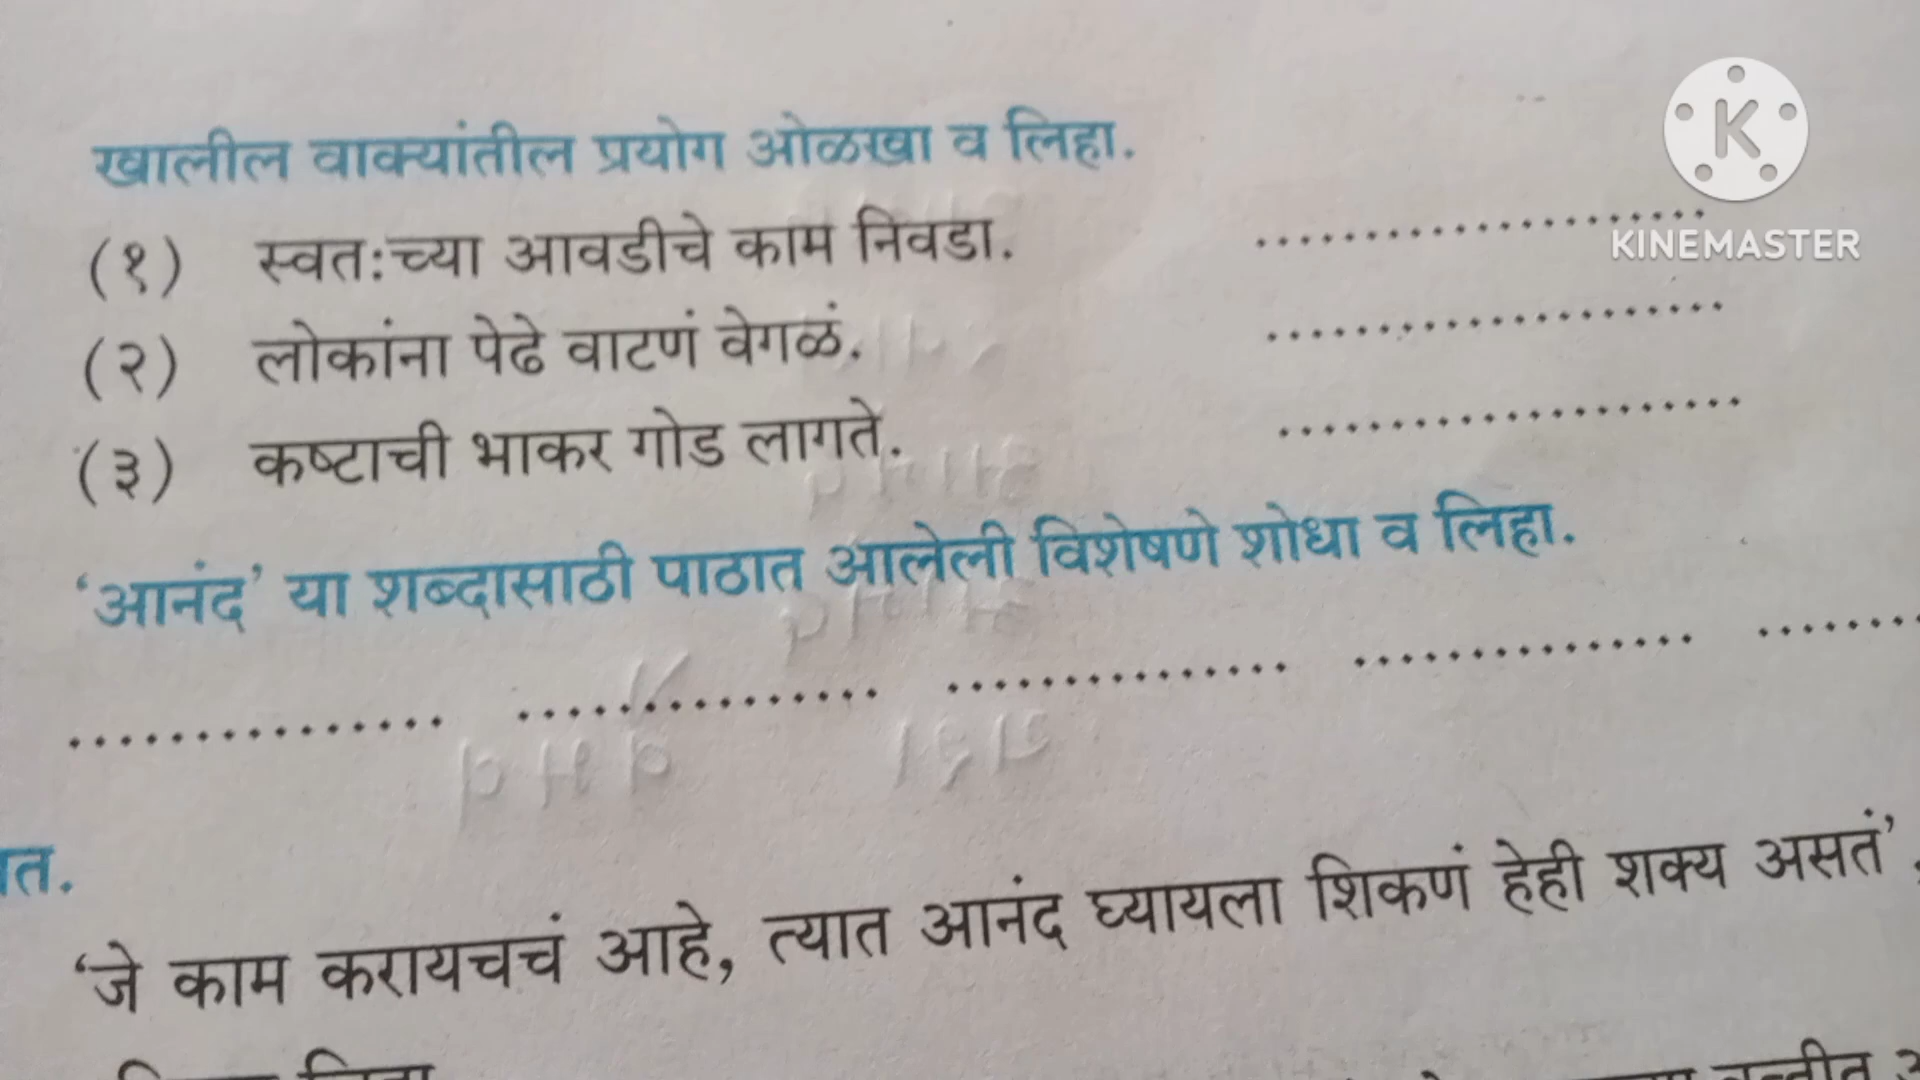 खालील वाक्यांतील प्रयोग ओळखा व लिहा.
(१) स्वत:च्या आवडीचे काम निवडा. ....................
(२) लोकांना पेढे वाटणं वेगळं. ....................
(३) कष्टाची भाकर गोड लागते. ....................
‘आनंद’ या शब्दासाठी पाठात आलेली विशेषणे शोधा व लिहा.
............... ............... ............... ............... ........
त.
‘जे काम करायचचं आहे, त्यात आनंद घ्यायला शिकणं हेही शक्य असतं’,
K
KINEMASTER